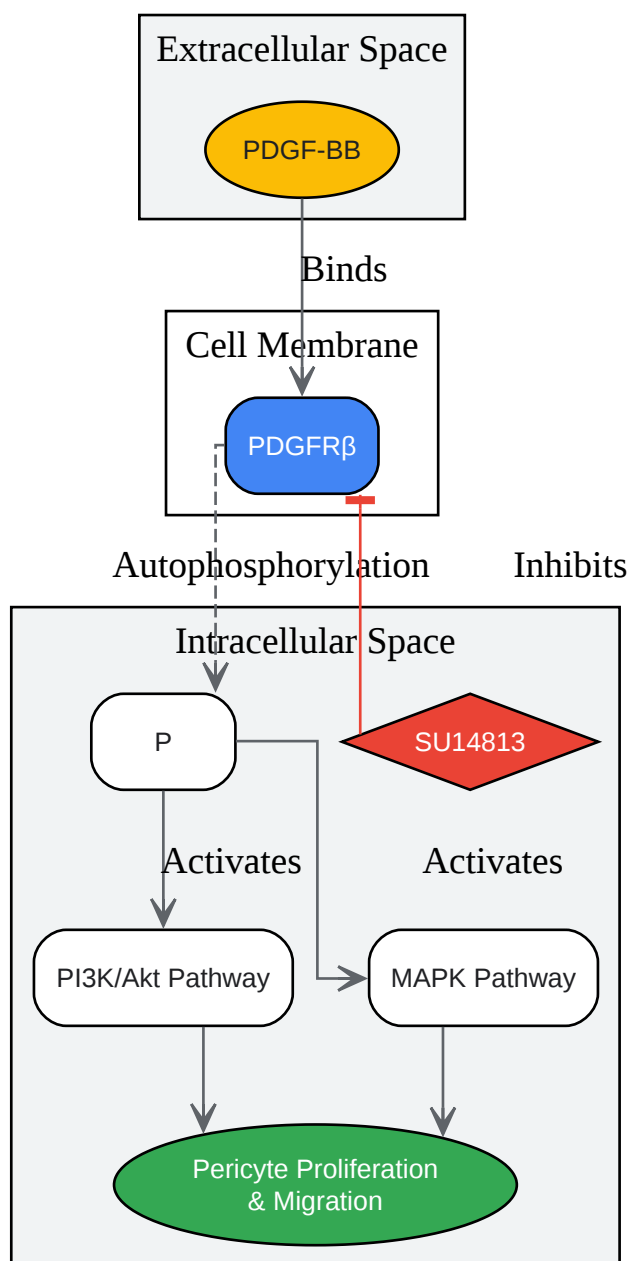 Extracellular Space
PDGF-BB
Binds
Cell Membrane
PDGFRβ
Autophosphorylation
Inhibits
Intracellular Space
P
SU14813
Activates
Activates
PI3K/Akt Pathway
MAPK Pathway
Pericyte Proliferation
& Migration